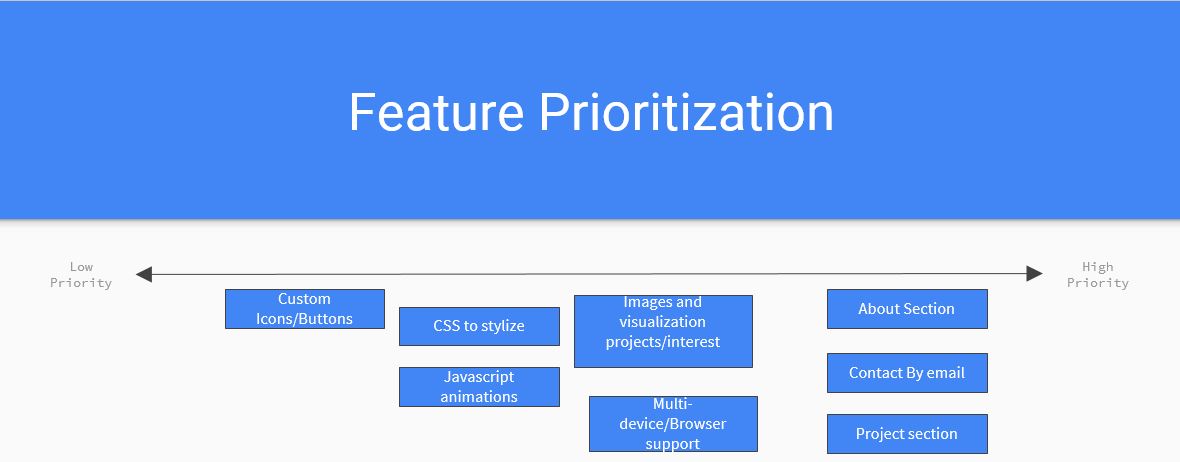 Feature Prioritization
Low
Priority
High
Priority
Custom
Icons/Buttons
CSS to stylize
Javascript
animations
Images and
visualization
projects/interest
Multi-
device/Browser
support
About Section
Contact By email
Project section